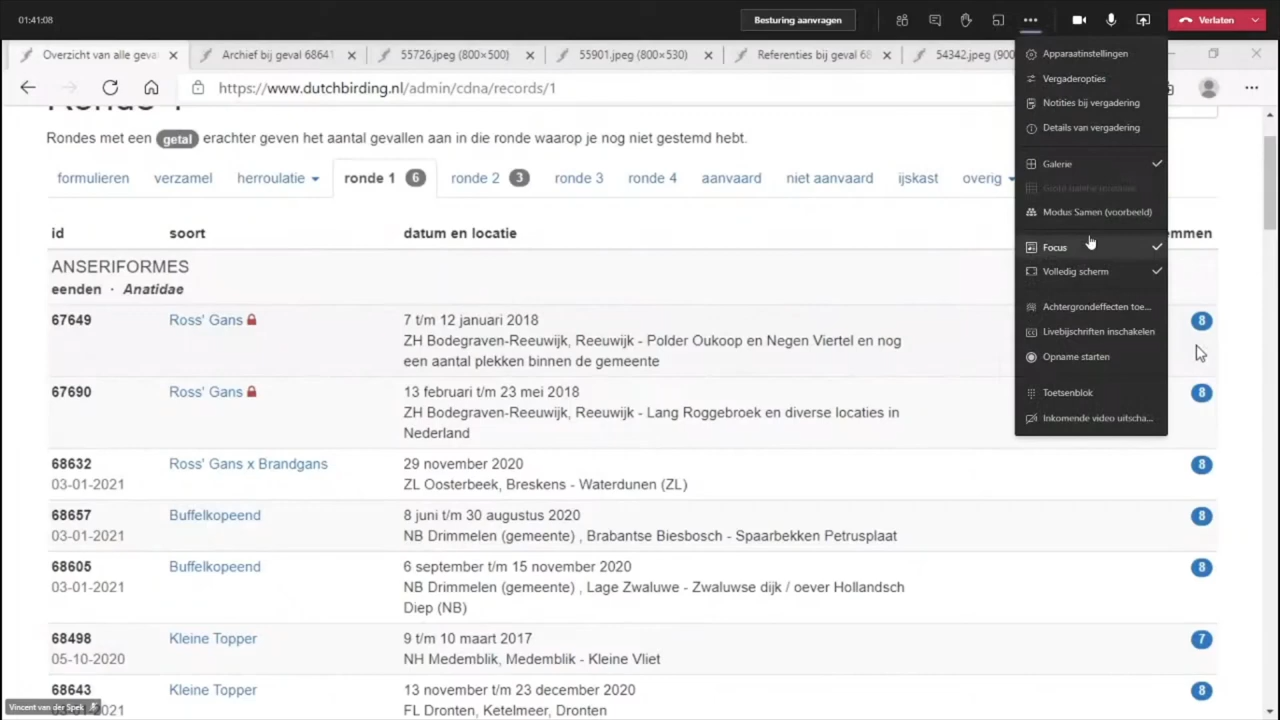 01:41:08
Besturing aanvragen
Verlaten
Overzicht van alle geval
Archief bij geval 68641
55726.jpeg (800×500)
55901.jpeg (800×530)
Referenties bij geval 68
54342.jpeg (900
https://www.dutchbirding.nl/admin/cdna/records/1
Ronde 1
Rondes met een getal erachter geven het aantal gevallen aan in die ronde waarop je nog niet gestemd hebt.
formulieren verzamel herroulatie ronde 1 6 ronde 2 3 ronde 3 ronde 4 aanvaard niet aanvaard ijskast overig
id soort datum en locatie emmen
ANSERIFORMES
eenden · Anatidae
67649 Ross' Gans 7 t/m 12 januari 2018 8
ZH Bodegraven-Reeuwijk, Reeuwijk - Polder Oukoop en Negen Viertel en nog
een aantal plekken binnen de gemeente
67690 Ross' Gans 13 februari t/m 23 mei 2018 8
ZH Bodegraven-Reeuwijk, Reeuwijk - Lang Roggebroek en diverse locaties in
Nederland
68632 Ross' Gans x Brandgans 29 november 2020 8
03-01-2021 ZL Oosterbeek, Breskens - Waterdunen (ZL)
68657 Buffelkopeend 8 juni t/m 30 augustus 2020 8
03-01-2021 NB Drimmelen (gemeente) , Brabantse Biesbosch - Spaarbekken Petrusplaat
68605 Buffelkopeend 6 september t/m 15 november 2020 8
03-01-2021 NB Drimmelen (gemeente) , Lage Zwaluwe - Zwaluwse dijk / oever Hollandsch
Diep (NB)
68498 Kleine Topper 9 t/m 10 maart 2017 7
05-10-2020 NH Medemblik, Medemblik - Kleine Vliet
68643 Kleine Topper 13 november t/m 23 december 2020 8
03-01-2021 FL Dronten, Ketelmeer, Dronten
Vincent van der Spek
Apparaatinstellingen
Vergaderopties
Notities bij vergadering
Details van vergadering
Galerie
Modus Samen (voorbeeld)
Focus
Volledig scherm
Achtergrondeffecten toe...
Livebijschriften inschakelen
Opname starten
Toetsenblok
Inkomende video uitscha...